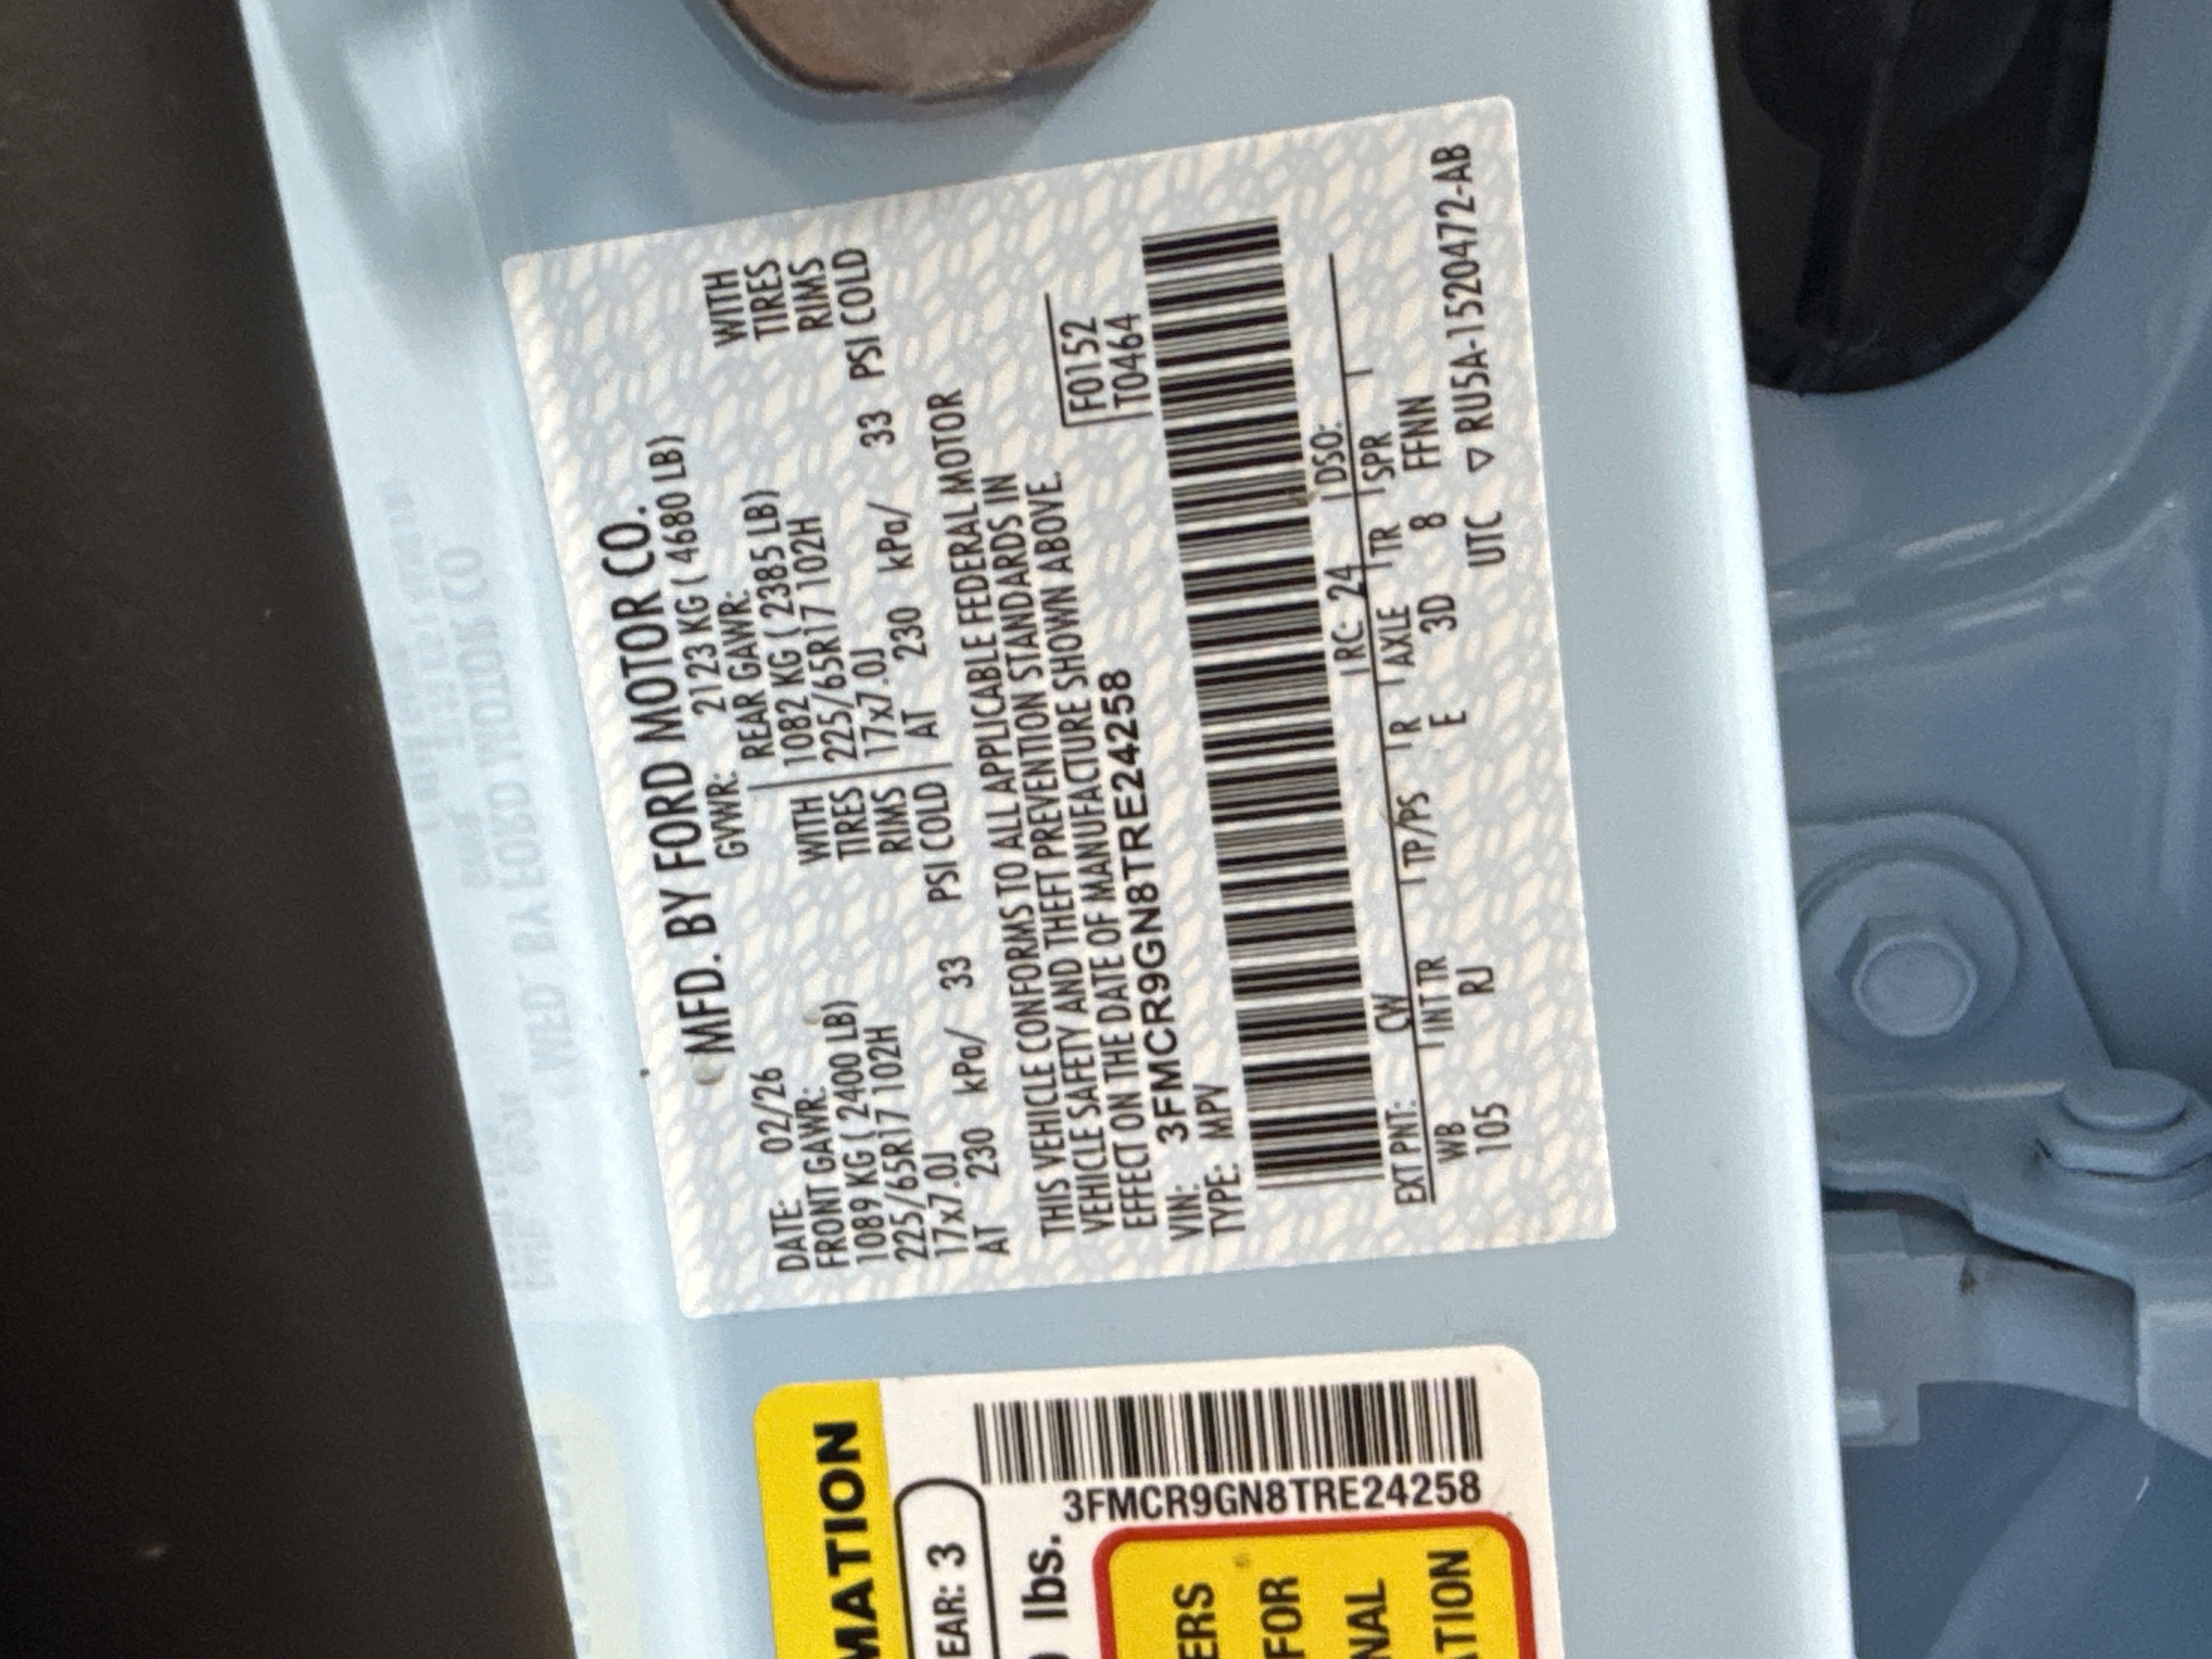 MFD. BY FORD MOTOR CO.
DATE: 02/26 GVWR: 2123 KG ( 4680 LB)
FRONT GAWR: REAR GAWR:
1089 KG ( 2400 LB) WITH 1082 KG ( 2385 LB) WITH
225/65R17 102H TIRES 225/65R17 102H TIRES
17x7.0J RIMS 17x7.0J RIMS
AT 230 kPa/ 33 PSI COLD AT 230 kPa/ 33 PSI COLD
THIS VEHICLE CONFORMS TO ALL APPLICABLE FEDERAL MOTOR
VEHICLE SAFETY AND THEFT PREVENTION STANDARDS IN
EFFECT ON THE DATE OF MANUFACTURE SHOWN ABOVE.
VIN: 3FMCR9GN8TRE24258 F0152
TYPE: MPV T0464
EXT PNT: CW RC: 24 DSO:
WB INT TR TP/PS R AXLE TR SPR
105 RJ E 3D 8 FFNN
UTC ▽ RU5A-1520472-AB
MATION
EAR: 3
lbs.
3FMCR9GN8TRE24258
ERS
FOR
NAL
ATION